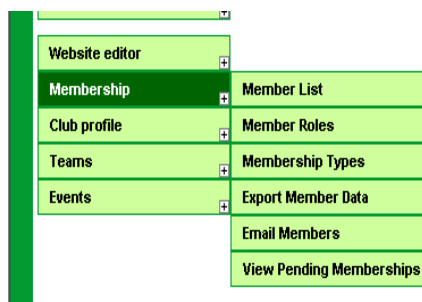 Website editor
Membership
Club profile
Teams
Events
Member List
Member Roles
Membership Types
Export Member Data
Email Members
View Pending Memberships